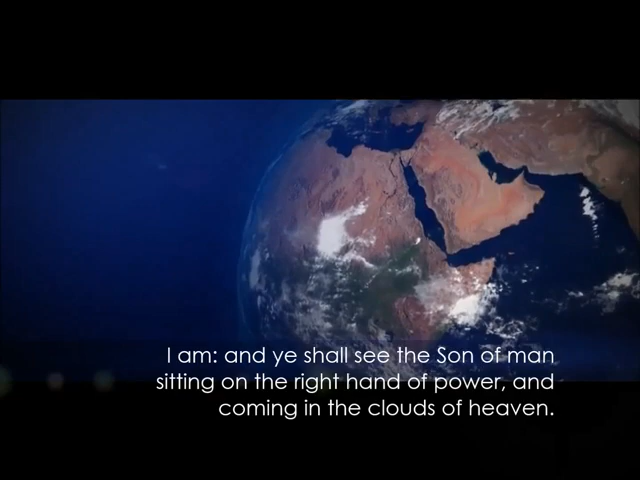 I am: and ye shall see the Son of man
sitting on the right hand of power, and
coming in the clouds of heaven.